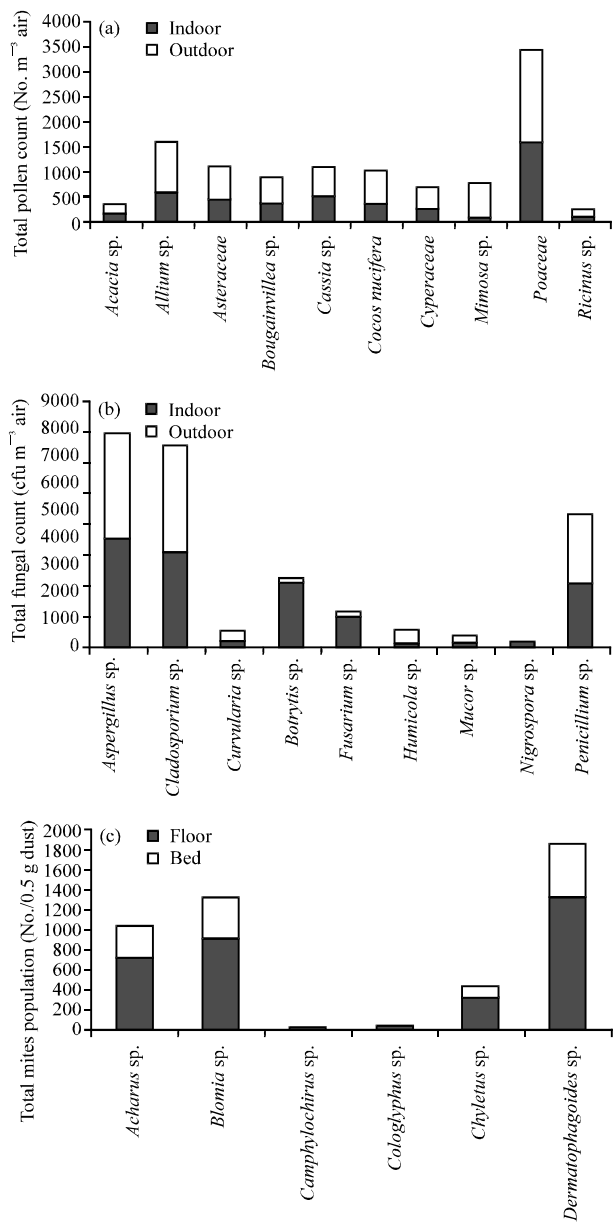 (a)
Indoor
Outdoor
Total pollen count (No. m⁻³ air)
4000
3500
3000
2500
2000
1500
1000
500
0
Acacia sp.
Allium sp.
Asteraceae
Bougainvillea sp.
Cassia sp.
Cocos nucifera
Cyperaceae
Mimosa sp.
Poaceae
Ricinus sp.
(b)
Indoor
Outdoor
Total fungal count (cfu m⁻³ air)
9000
8000
7000
6000
5000
4000
3000
2000
1000
0
Aspergillus sp.
Cladosporium sp.
Curvularia sp.
Botrytis sp.
Fusarium sp.
Humicola sp.
Mucor sp.
Nigrospora sp.
Penicillium sp.
(c)
Floor
Bed
Total mites population (No./0.5 g dust)
2000
1800
1600
1400
1200
1000
800
600
400
200
0
Acharus sp.
Blomia sp.
Camphylochirus sp.
Cologlyphus sp.
Chyletus sp.
Dermatophagoides sp.